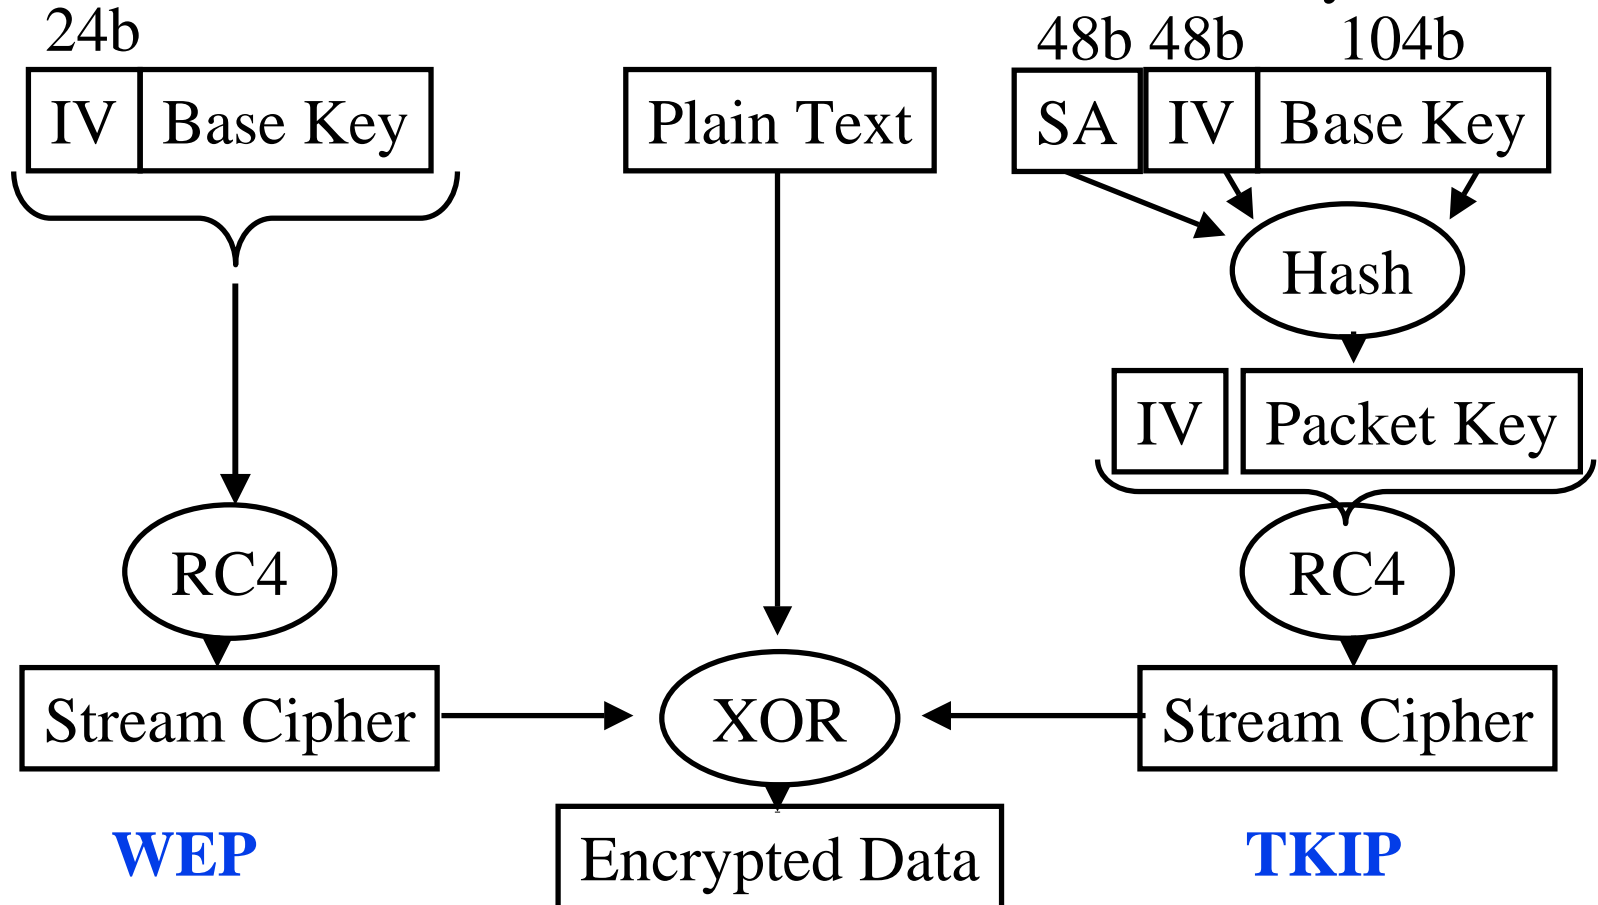 24b
48b 48b 104b
IV Base Key
Plain Text
SA IV Base Key
Hash
IV Packet Key
RC4
RC4
Stream Cipher
XOR
Stream Cipher
WEP
Encrypted Data
TKIP